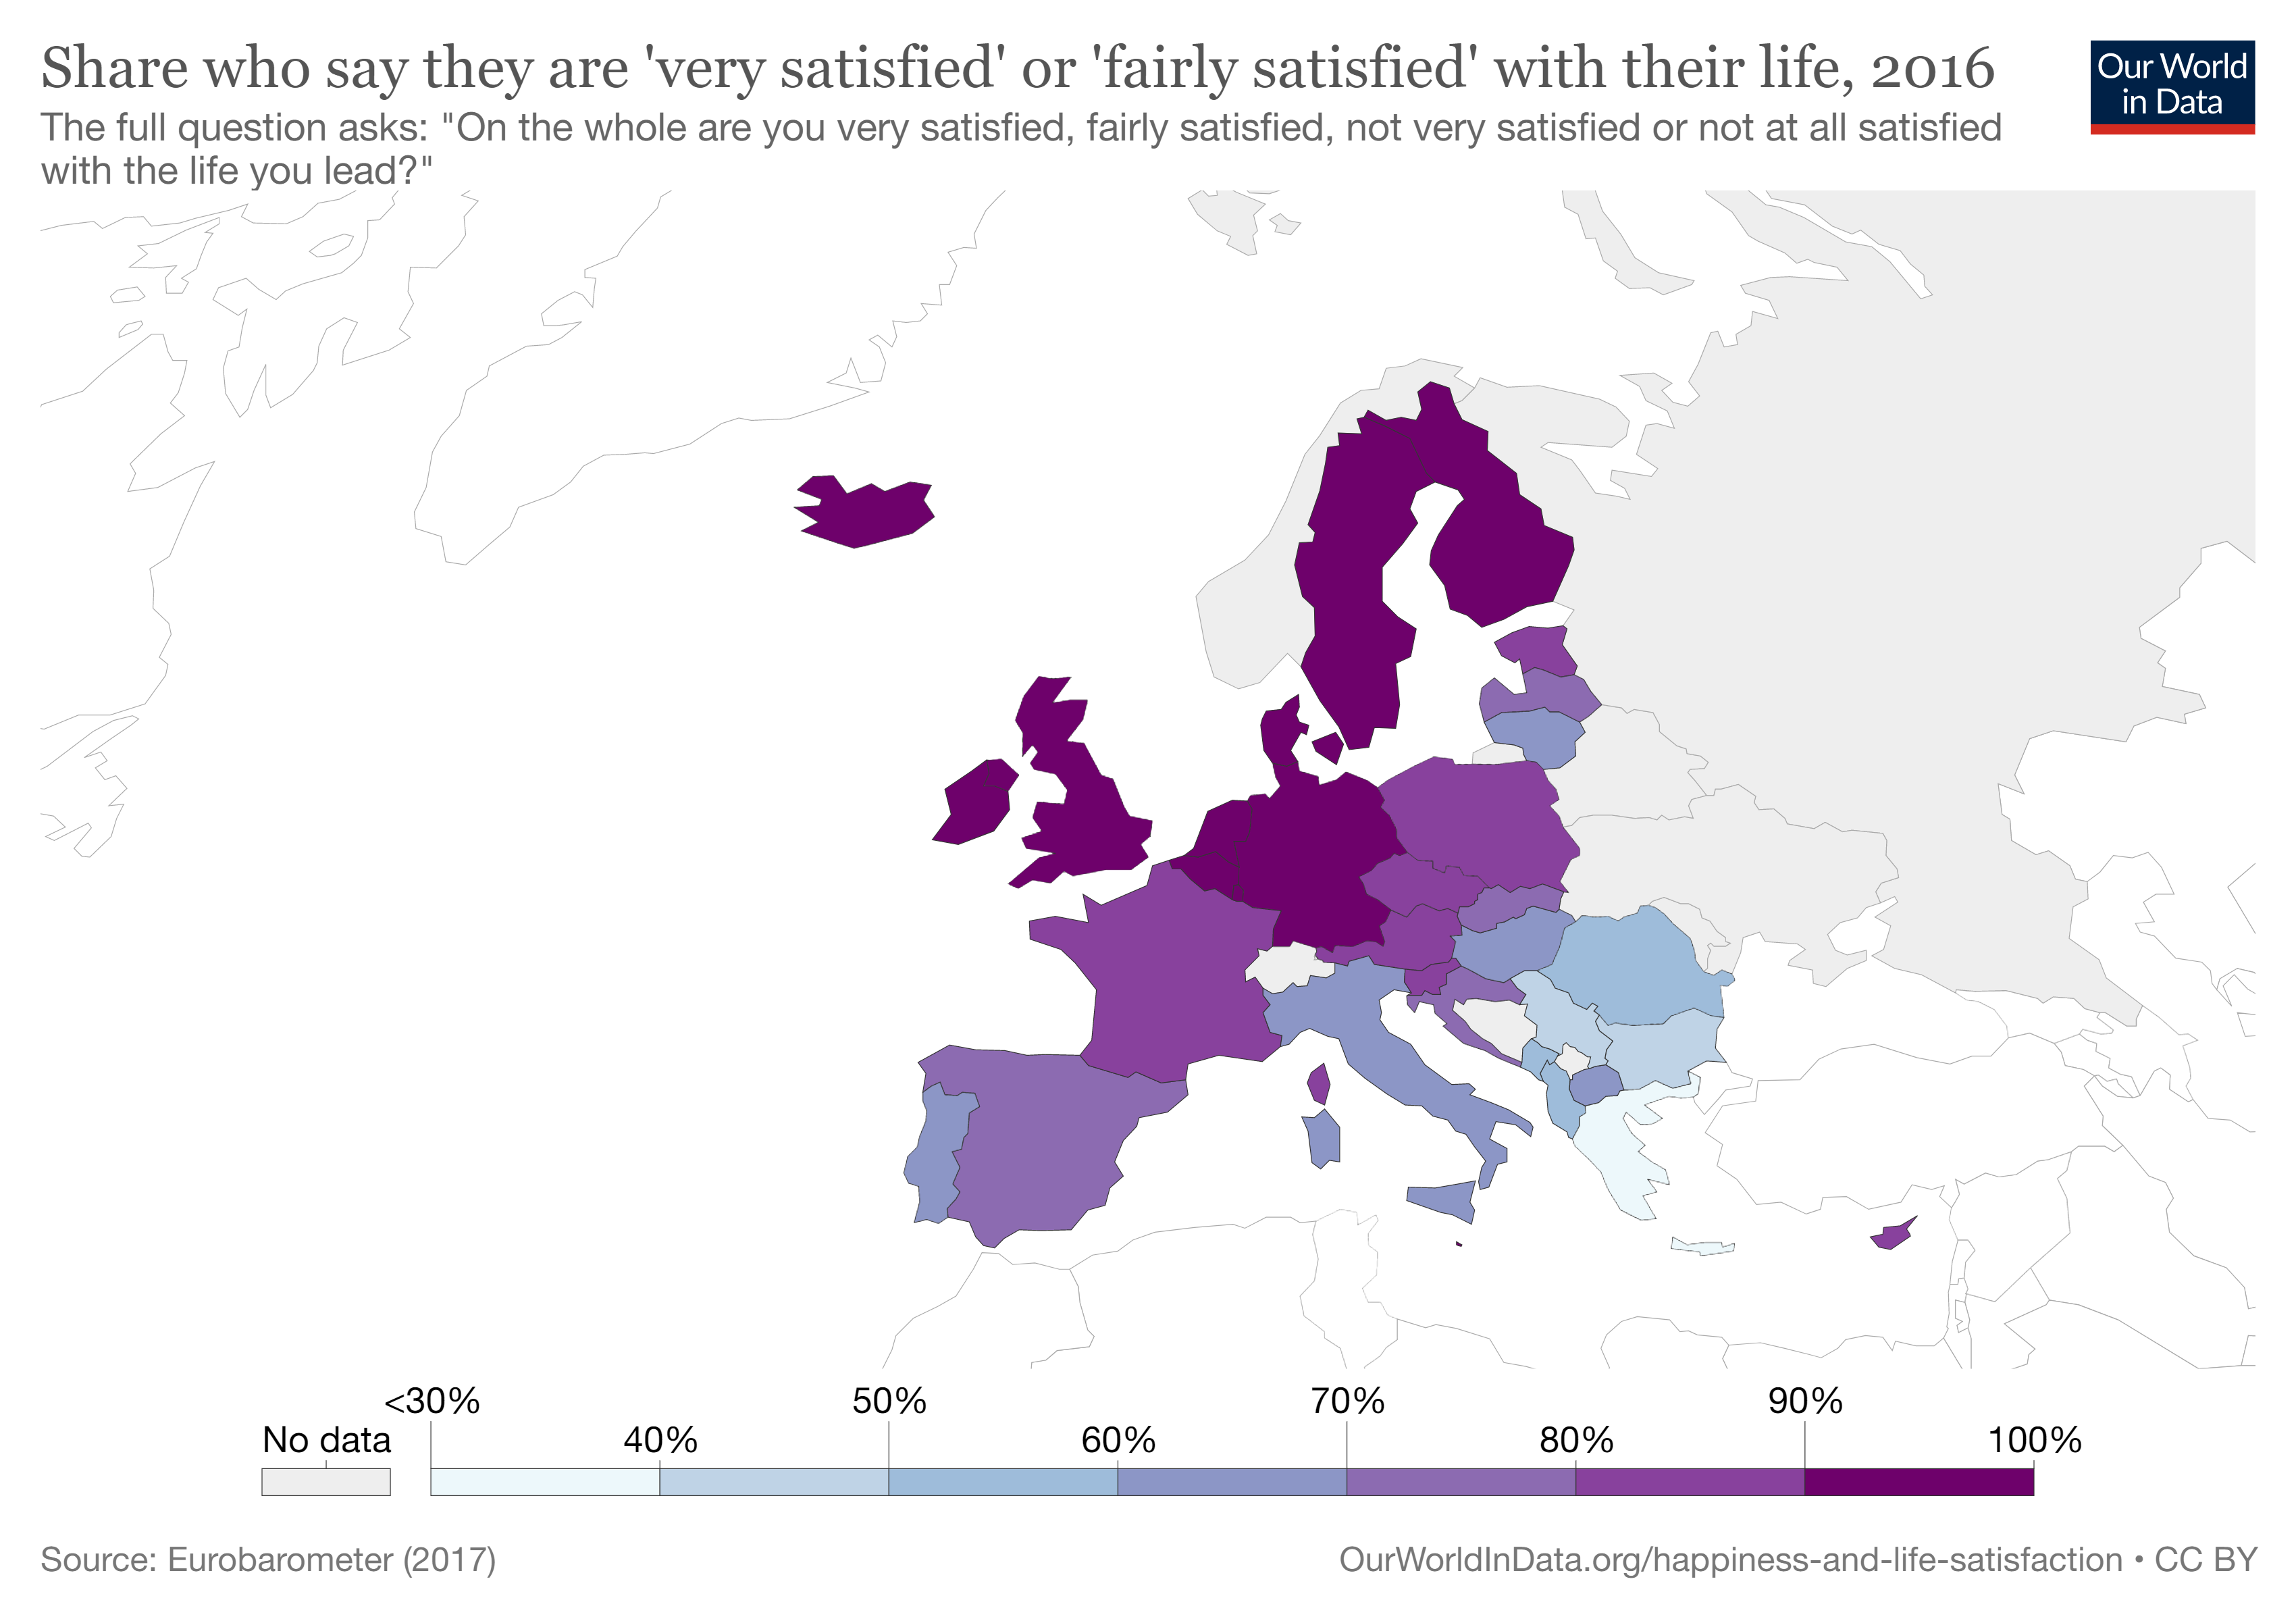 Share who say they are 'very satisfied' or 'fairly satisfied' with their life, 2016
Our World
in Data
The full question asks: "On the whole are you very satisfied, fairly satisfied, not very satisfied or not at all satisfied
with the life you lead?"
<30% 50% 70% 90%
No data 40% 60% 80% 100%
Source: Eurobarometer (2017)
OurWorldInData.org/happiness-and-life-satisfaction • CC BY